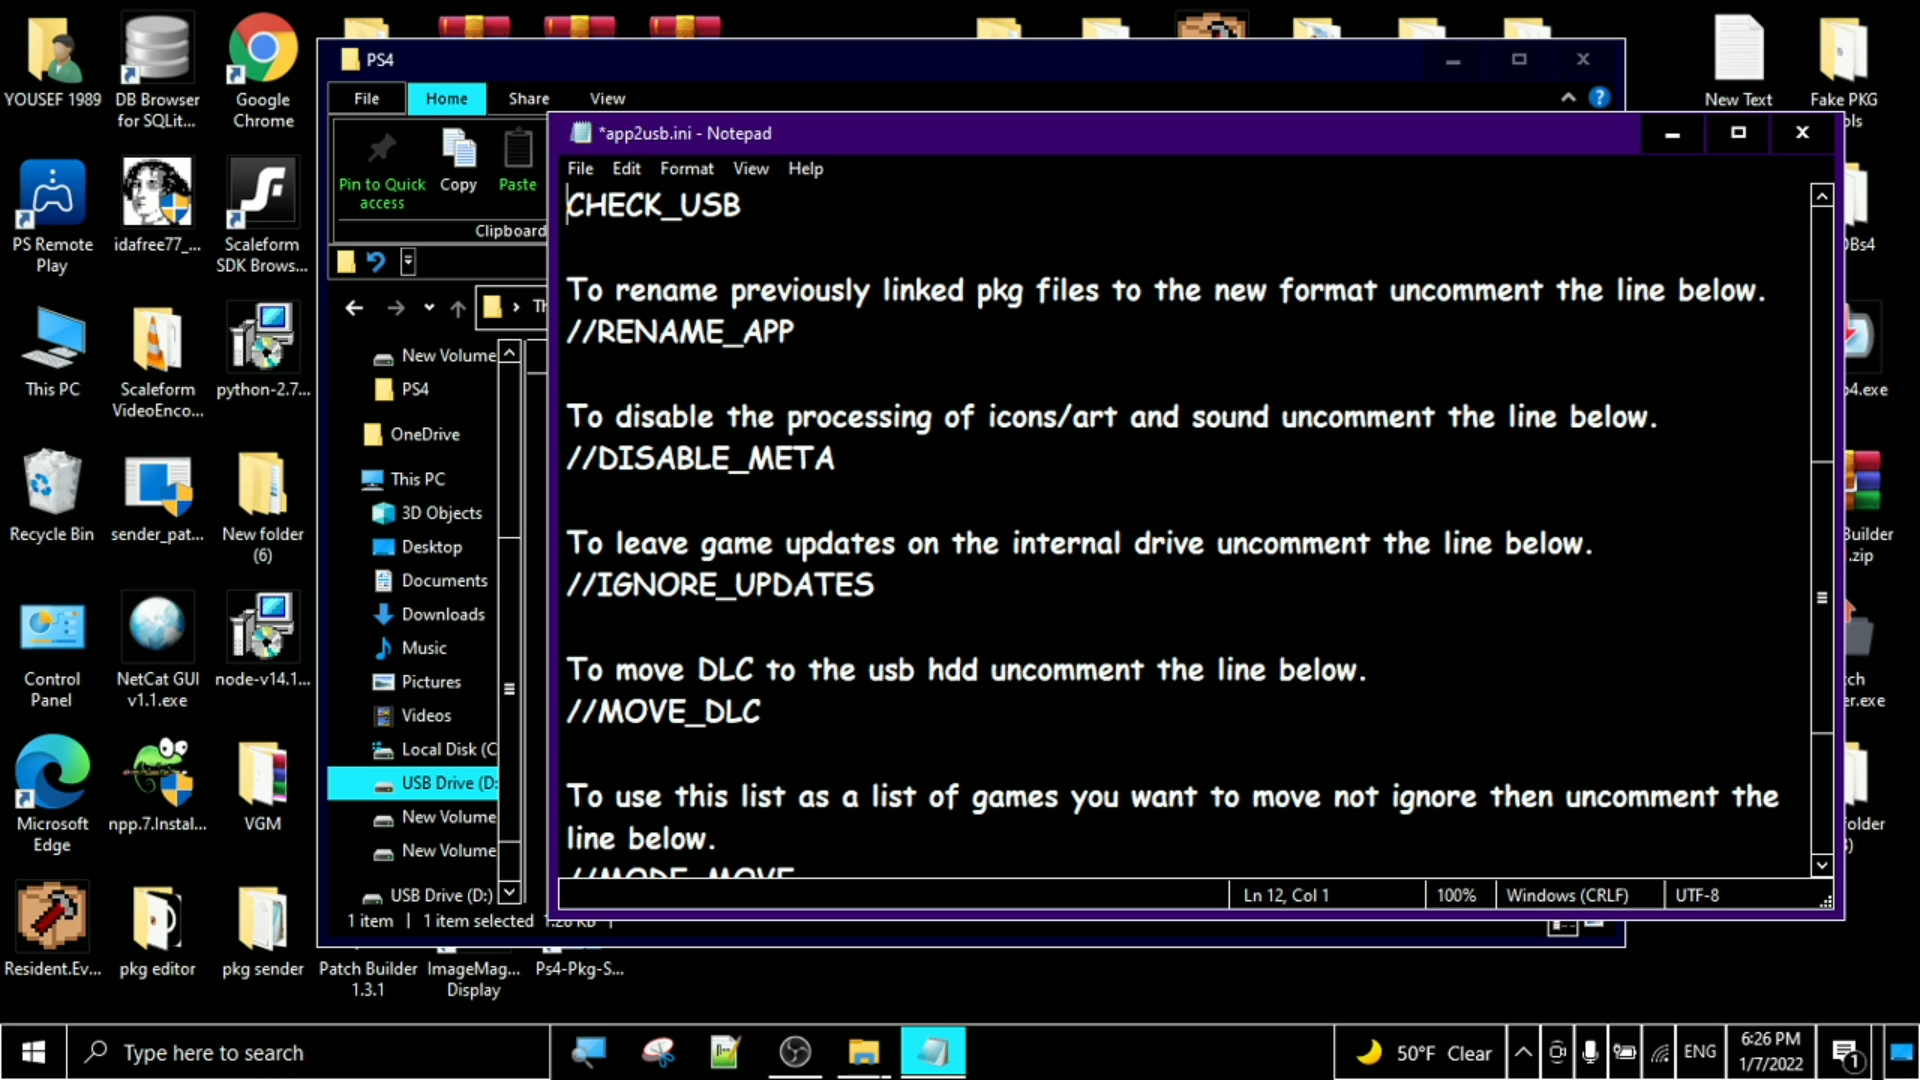 YOUSEF 1989
DB Browser
for SQLit...
Google
Chrome
PS Remote
Play
idafree77_...
Scaleform
SDK Brows...
This PC
Scaleform
VideoEnco...
python-2.7...
Recycle Bin
sender_pat...
New folder
(6)
Control
Panel
NetCat GUI
v1.1.exe
node-v14.1...
Microsoft
Edge
npp.7.Instal...
VGM
Resident.Ev...
pkg editor
pkg sender
Patch Builder
1.3.1
ImageMag...
Display
Ps4-Pkg-S...
PS4
File
Home
Share
View
Pin to Quick
access
Copy
Paste
Clipboard
New Volume
PS4
OneDrive
This PC
3D Objects
Desktop
Documents
Downloads
Music
Pictures
Videos
Local Disk (C
USB Drive (D:
New Volume
New Volume
USB Drive (D:)
1 item
1 item selected
1.28 KB
*app2usb.ini - Notepad
File
Edit
Format
View
Help
CHECK_USB
To rename previously linked pkg files to the new format uncomment the line below.
//RENAME_APP
To disable the processing of icons/art and sound uncomment the line below.
//DISABLE_META
To leave game updates on the internal drive uncomment the line below.
//IGNORE_UPDATES
To move DLC to the usb hdd uncomment the line below.
//MOVE_DLC
To use this list as a list of games you want to move not ignore then uncomment the
line below.
//MODE_MOVE
Ln 12, Col 1
100%
Windows (CRLF)
UTF-8
New Text
Fake PKG
Type here to search
50°F Clear
ENG
6:26 PM
1/7/2022
1